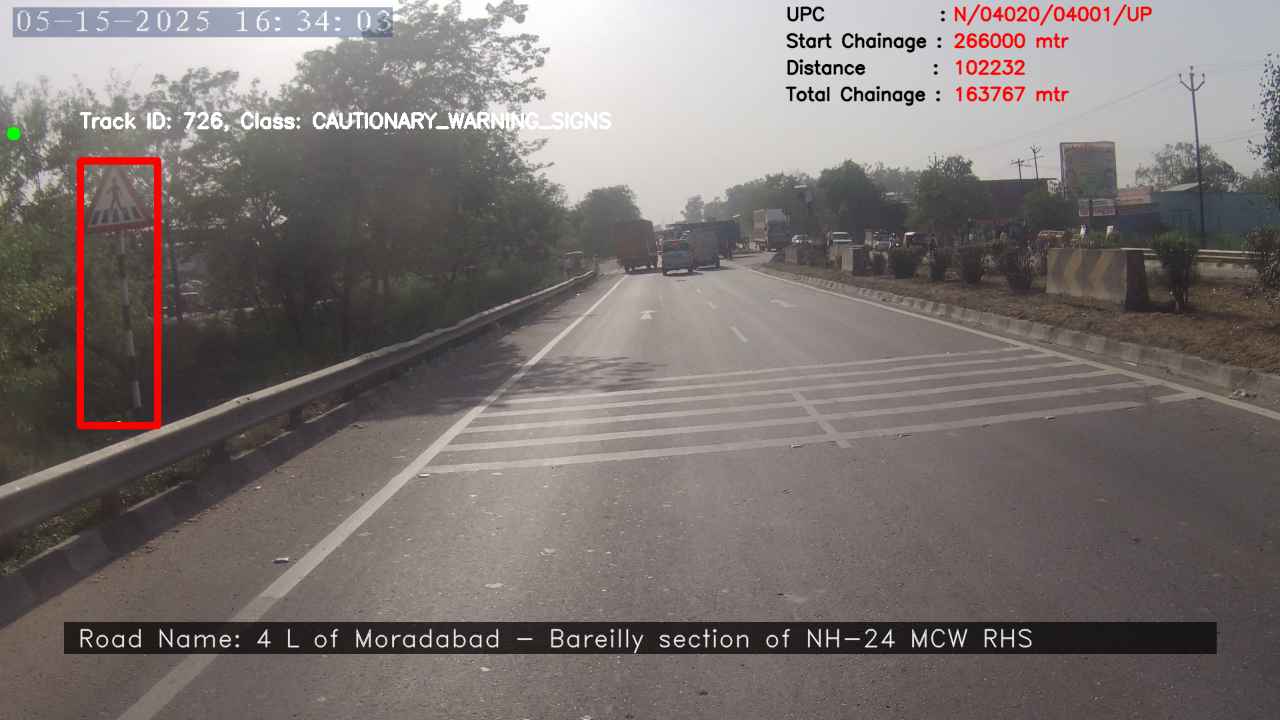 05-15-2025 16:34:03
UPC : N/04020/04001/UP
Start Chainage : 266000 mtr
Distance : 102232
Total Chainage : 163767 mtr
Track ID: 726, Class: CAUTIONARY_WARNING_SIGNS
Road Name: 4 L of Moradabad - Bareilly section of NH-24 MCW RHS